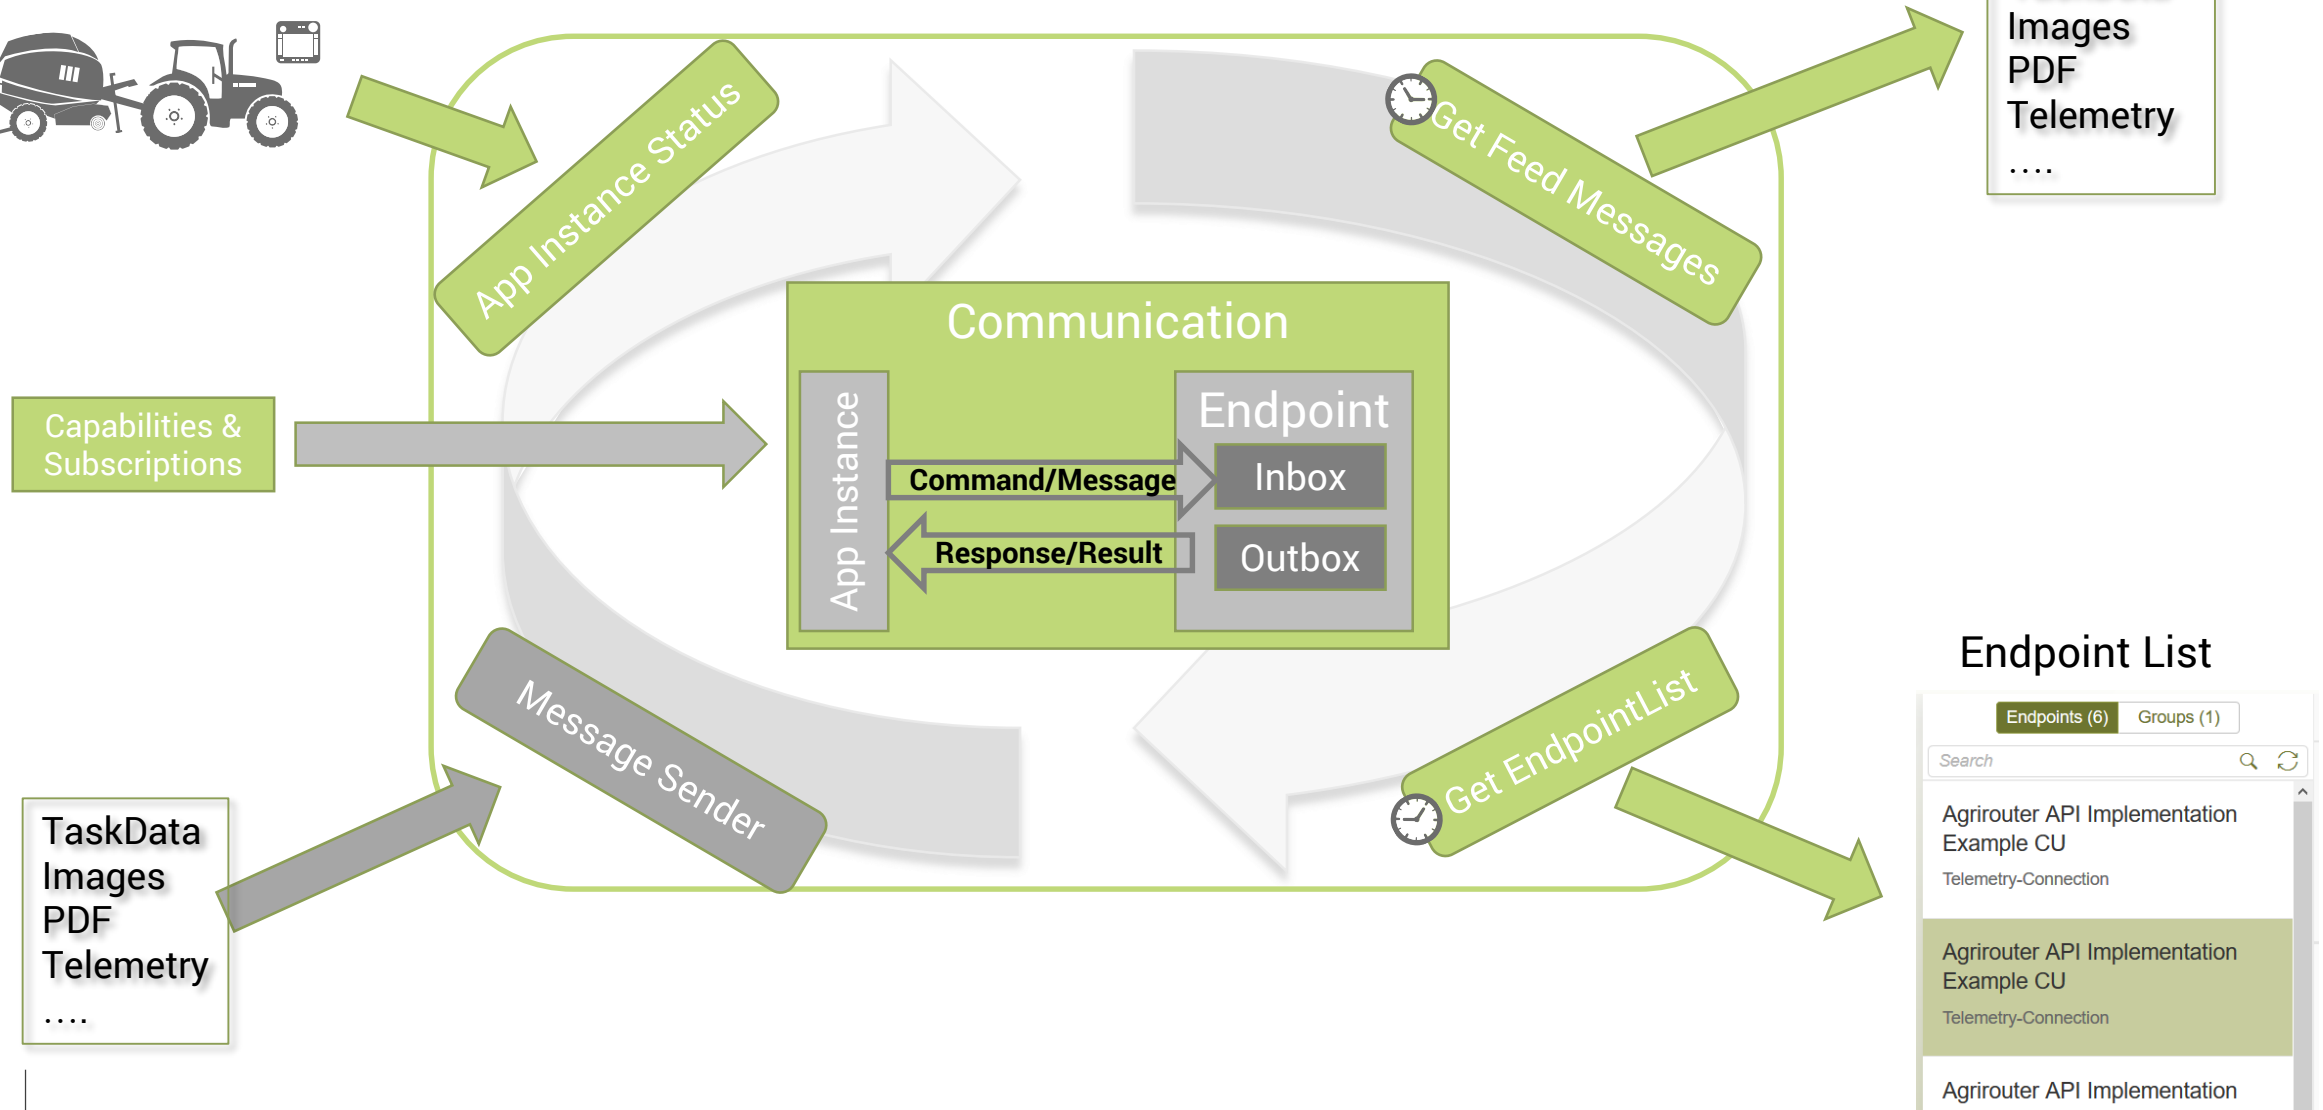 Images
PDF
Telemetry
....
App Instance Status
Get Feed Messages
Communication
Capabilities &
Subscriptions
App Instance
Endpoint
Command/Message
Inbox
Response/Result
Outbox
Message Sender
Get EndpointList
TaskData
Images
PDF
Telemetry
....
Endpoint List
Endpoints (6)
Groups (1)
Search
Agrirouter API Implementation
Example CU
Telemetry-Connection
Agrirouter API Implementation
Example CU
Telemetry-Connection
Agrirouter API Implementation